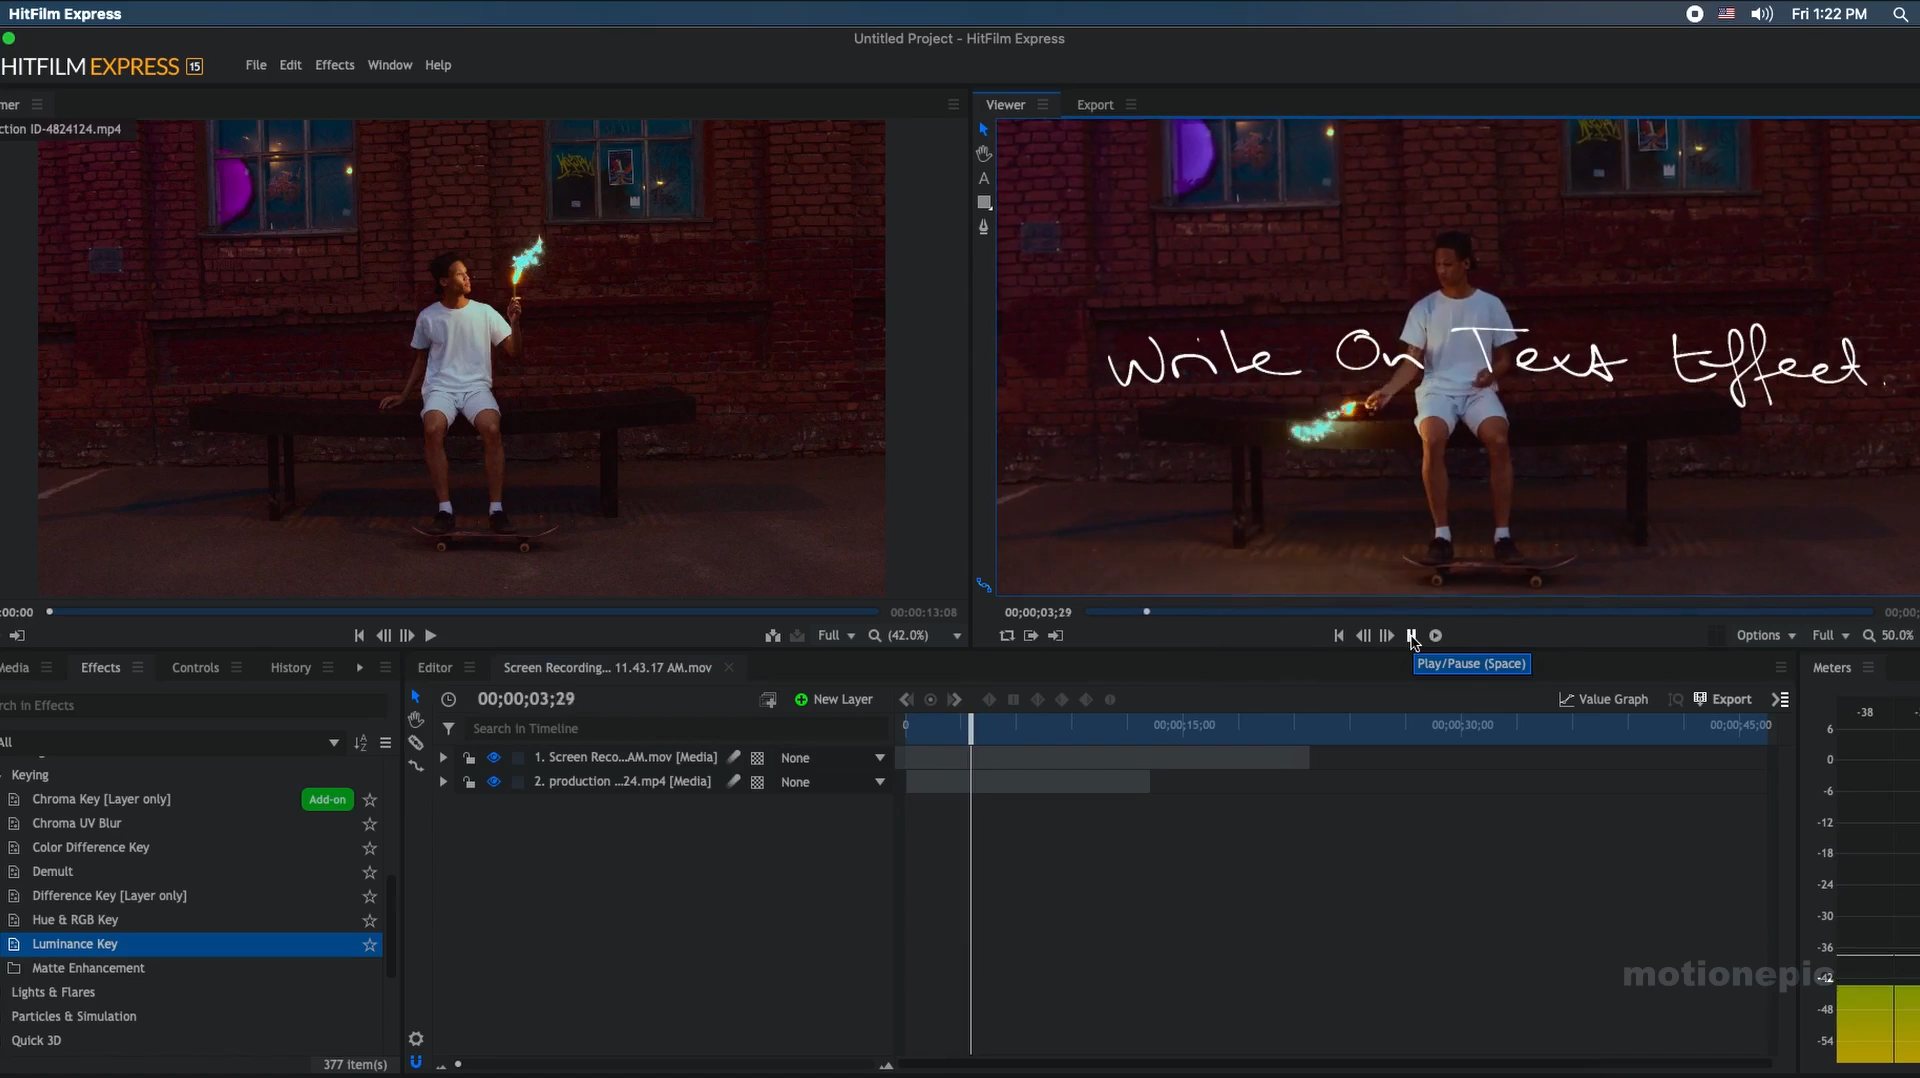 HitFilm Express
Fri 1:22 PM
Untitled Project - HitFilm Express
HITFILM EXPRESS 15
File Edit Effects Window Help
mer
Viewer Export
ction ID-4824124.mp4
Write On Text Effect.
:00:00 00:00:13:08
00;00;03;29 00;00;
Full (42.0%)
Options Full 50.0%
Play/Pause (Space)
Media Effects Controls History
Editor Screen Recording... 11.43.17 AM.mov
Meters
rch in Effects
00;00;03;29
New Layer
Value Graph
Export
Search in Timeline
0 00;00;15;00 00;00;30;00 00;00;45;00
All
Keying
Chroma Key [Layer only] Add-on
Chroma UV Blur
Color Difference Key
Demult
Difference Key [Layer only]
Hue & RGB Key
Luminance Key
Matte Enhancement
Lights & Flares
Particles & Simulation
Quick 3D
377 item(s)
1. Screen Reco...AM.mov [Media] None
2. production ...24.mp4 [Media] None
-38
6
0
-6
-12
-18
-24
-30
-36
-42
-48
-54
motionepic